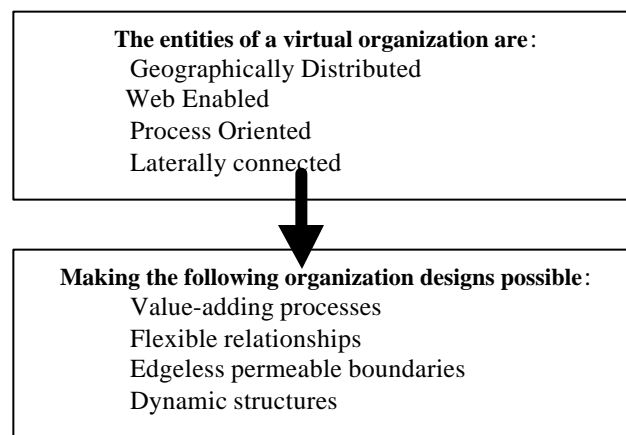 The entities of a virtual organization are:
Geographically Distributed
Web Enabled
Process Oriented
Laterally connected
Making the following organization designs possible:
Value-adding processes
Flexible relationships
Edgeless permeable boundaries
Dynamic structures